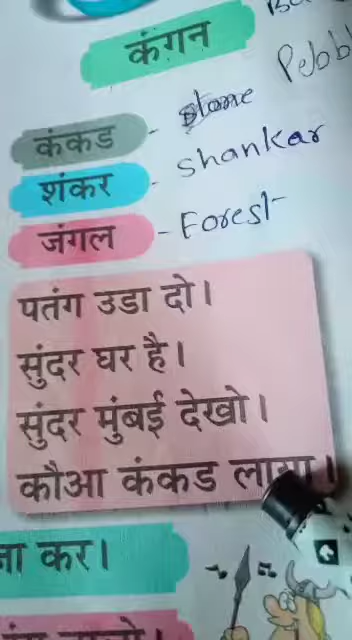 कंगन
कंकड - stone Pebbl
शंकर - Shankar
जंगल - Forest
पतंग उडा दो।
सुंदर घर है।
सुंदर मुंबई देखो।
कौआ कंकड लाया।
ना कर।